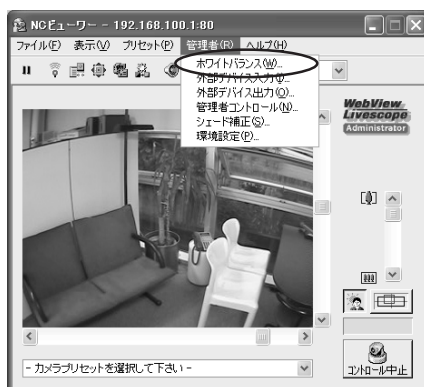 NCビューワー - 192.168.100.1:80
ファイル(F) 表示(V) プリセット(P) 管理者(R) ヘルプ(H)
ホワイトバランス(W)...
外部デバイス入力(I)...
外部デバイス出力(O)...
管理者コントロール(N)...
シェード補正(S)...
環境設定(P)...
WebView
Livescope
Administrator
- カメラプリセットを選択して下さい -
コントロール中止